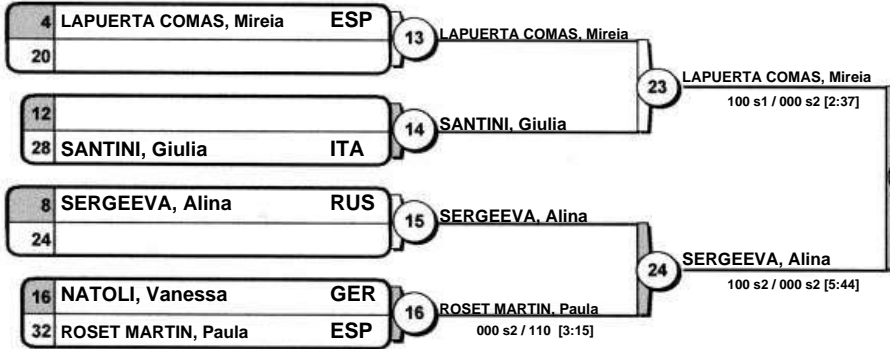 4 LAPUERTA COMAS, Mireia ESP
20
13
LAPUERTA COMAS, Mireia
12
28 SANTINI, Giulia ITA
14
SANTINI, Giulia
23
LAPUERTA COMAS, Mireia
100 s1 / 000 s2 [2:37]
8 SERGEEVA, Alina RUS
24
15
SERGEEVA, Alina
16 NATOLI, Vanessa GER
32 ROSET MARTIN, Paula ESP
16
ROSET MARTIN, Paula
000 s2 / 110 [3:15]
24
SERGEEVA, Alina
100 s2 / 000 s2 [5:44]